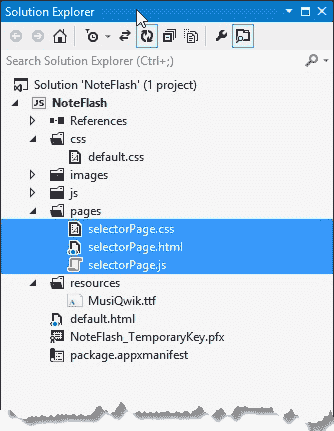 Solution Explorer
Search Solution Explorer (Ctrl+;)
Solution 'NoteFlash' (1 project)
JS NoteFlash
References
css
default.css
images
js
pages
selectorPage.css
selectorPage.html
selectorPage.js
resources
MusiQwik.ttf
default.html
NoteFlash_TemporaryKey.pfx
package.appxmanifest